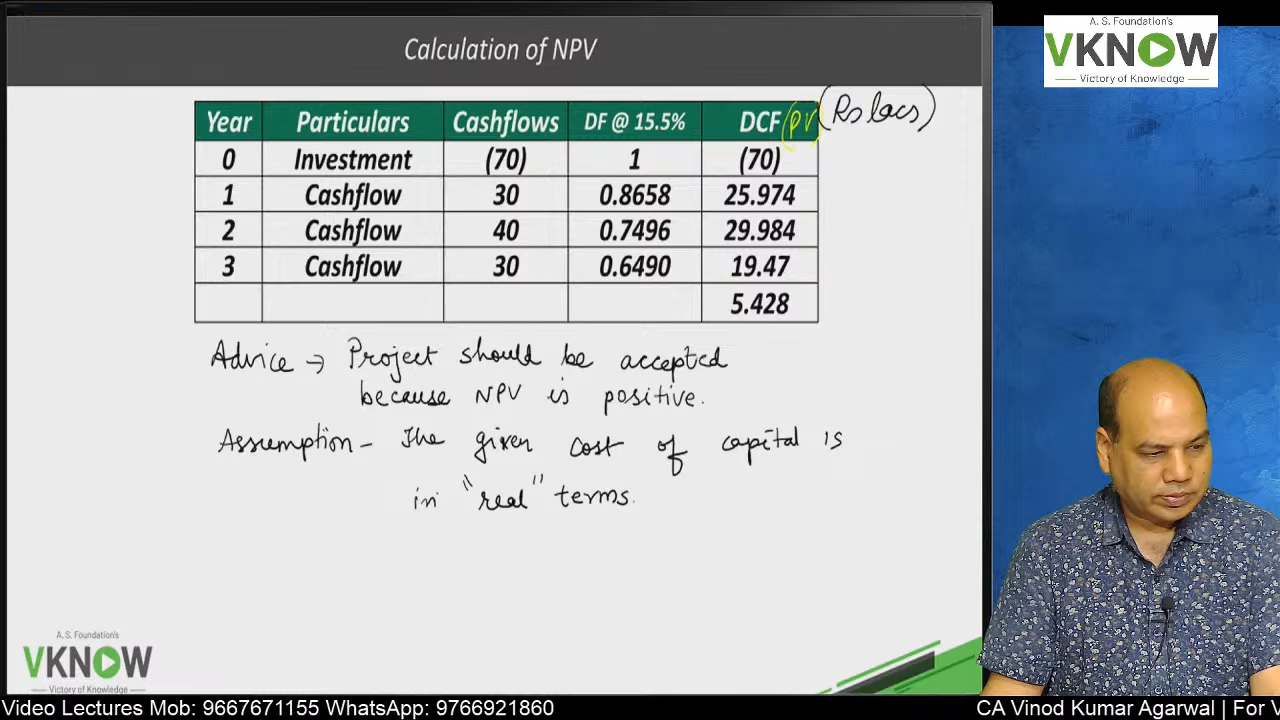 Calculation of NPV
A. S. Foundation's
VKNOW
Victory of Knowledge
Year Particulars Cashflows DF @ 15.5% DCF (PV) (Rs lacs)
0 Investment (70) 1 (70)
1 Cashflow 30 0.8658 25.974
2 Cashflow 40 0.7496 29.984
3 Cashflow 30 0.6490 19.47
5.428
Advice → Project should be accepted
because NPV is positive.
Assumption - The given cost of capital is
in "real" terms.
A. S. Foundation's
VKNOW
Victory of Knowledge
Video Lectures Mob: 9667671155 WhatsApp: 9766921860
CA Vinod Kumar Agarwal | For V